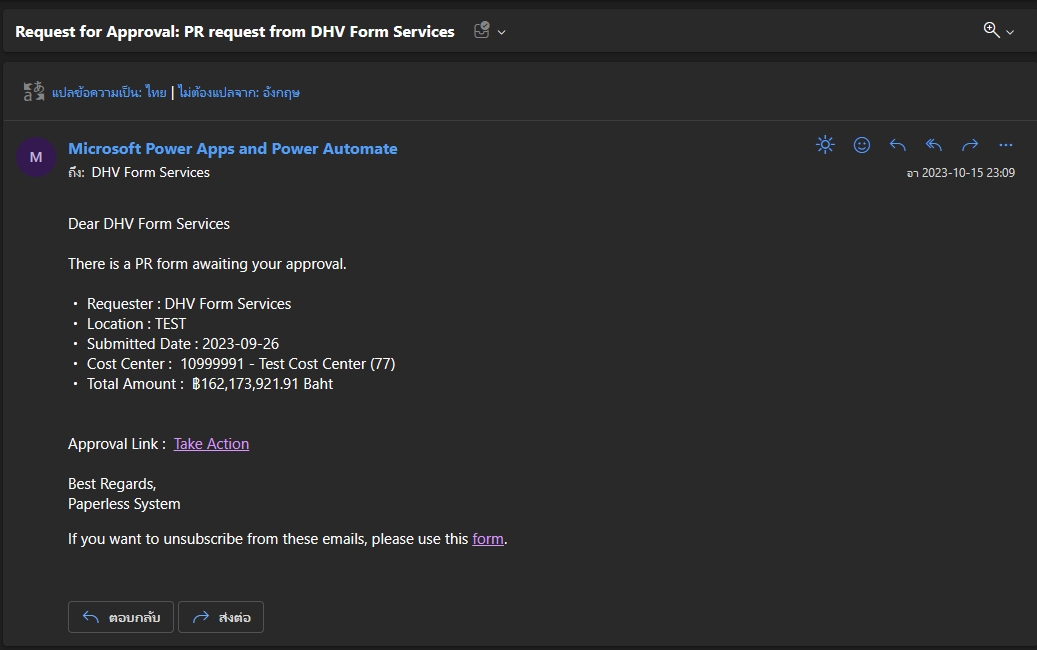 Request for Approval: PR request from DHV Form Services
แปลข้อความเป็น: ไทย | ไม่ต้องแปลจาก: อังกฤษ
M
Microsoft Power Apps and Power Automate
ถึง: DHV Form Services
อา 2023-10-15 23:09
Dear DHV Form Services
There is a PR form awaiting your approval.
• Requester : DHV Form Services
• Location : TEST
• Submitted Date : 2023-09-26
• Cost Center : 10999991 - Test Cost Center (77)
• Total Amount : ฿162,173,921.91 Baht
Approval Link : Take Action
Best Regards,
Paperless System
If you want to unsubscribe from these emails, please use this form.
ตอบกลับ
ส่งต่อ